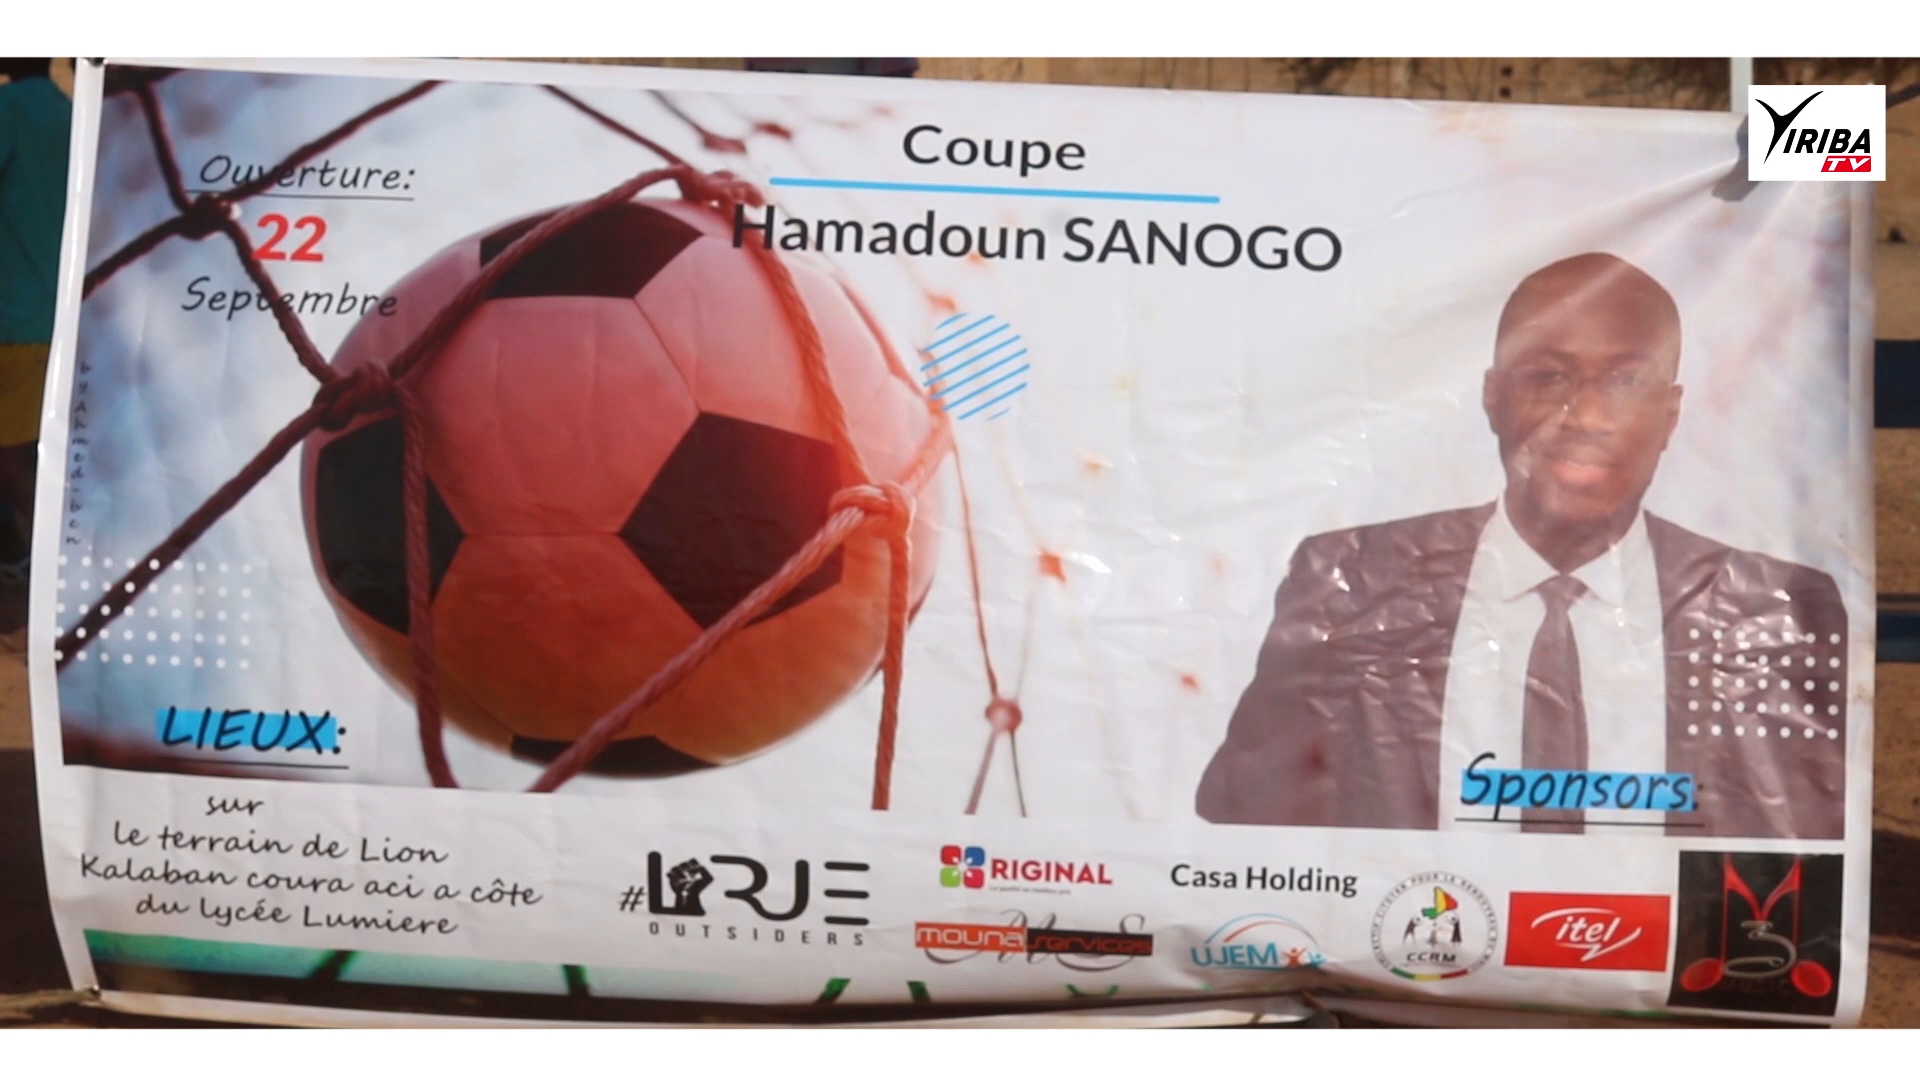 YIRIBA
TV
Coupe
Hamadoun SANOGO
Ouverture:
22
Septembre
LIEUX:
sur
le terrain de Lion
Kalaban coura aci a côte
du lycée Lumiere
Sponsors:
#LARUE
OUTSIDERS
RIGINAL
Casa Holding
mouna services
UJEM
CCRM
itel